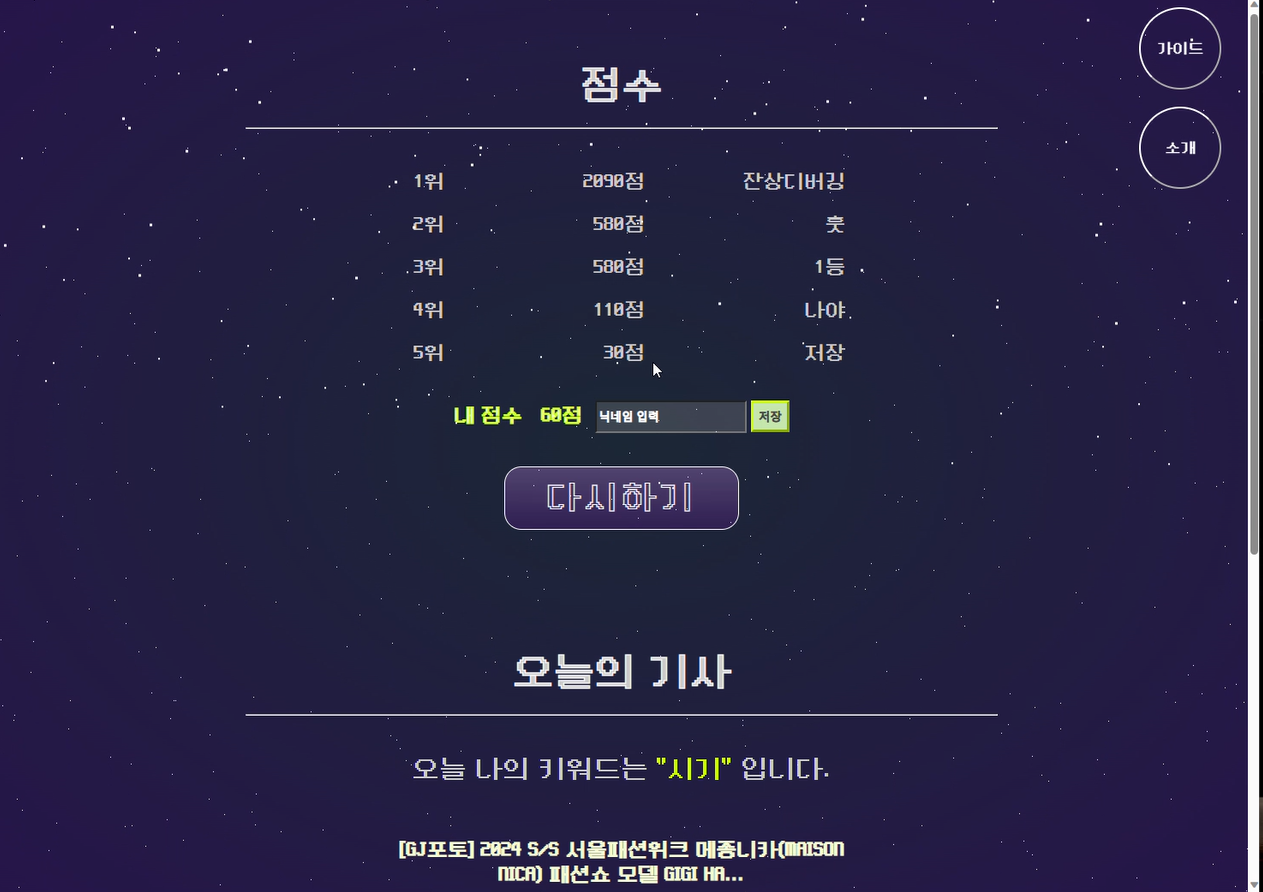 가이드
점수
소개
1위 2090점 잔상디버깅
2위 580점 훗
3위 580점 1등
4위 110점 나야
5위 30점 저장
내 점수 60점 닉네임 입력 저장
다시하기
오늘의 기사
오늘 나의 키워드는 "시기" 입니다.
[GJ포토] 2024 S/S 서울패션위크 메종니카(MAISON
NICA) 패션쇼 모델 GIGI HA...